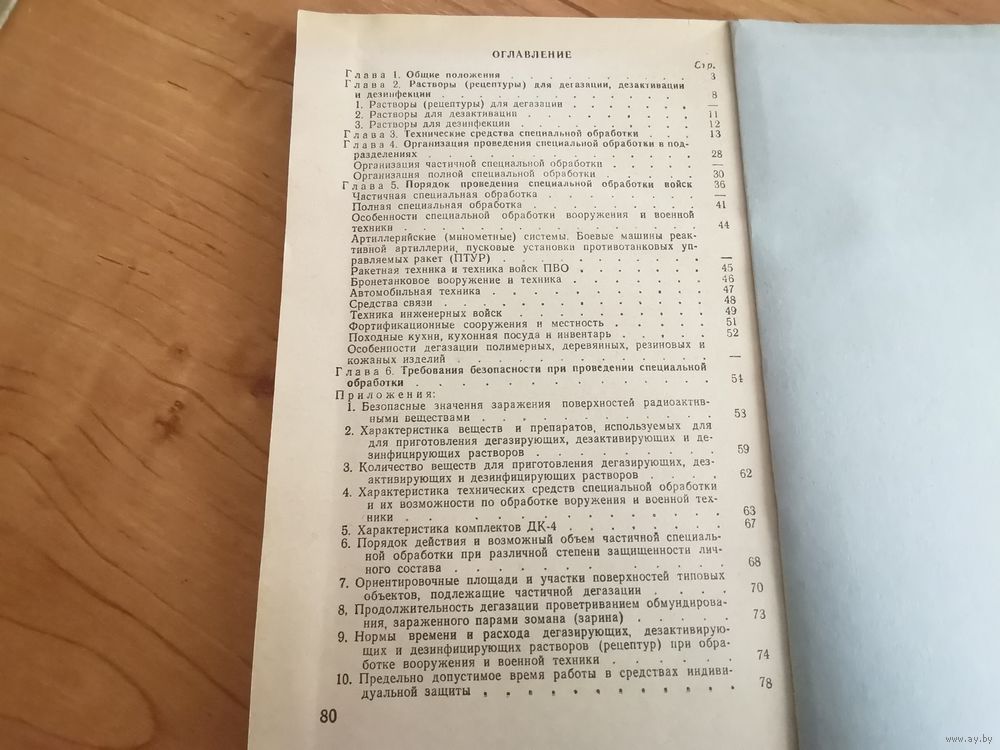 ОГЛАВЛЕНИЕ
Стр.
Глава 1. Общие положения . . . . . . . . . . 3
Глава 2. Растворы (рецептуры) для дегазации, дезактивации
и дезинфекции . . . . . . . . . . . . 8
1. Растворы (рецептуры) для дегазации . . . . . . . —
2. Растворы для дезактивации . . . . . . . . . 11
3. Растворы для дезинфекции . . . . . . . . . 12
Глава 3. Технические средства специальной обработки . . . 13
Глава 4. Организация проведения специальной обработки в под-
разделениях . . . . . . . . . . . . . 28
Организация частичной специальной обработки . . . . . —
Организация полной специальной обработки . . . . . 30
Глава 5. Порядок проведения специальной обработки войск 36
Частичная специальная обработка . . . . . . . . —
Полная специальная обработка . . . . . . . . . 41
Особенности специальной обработки вооружения и военной
техники . . . . . . . . . . . . . . 44
Артиллерийские (минометные) системы. Боевые машины реак-
тивной артиллерии, пусковые установки противотанковых уп-
равляемых ракет (ПТУР) . . . . . . . . . . —
Ракетная техника и техника войск ПВО . . . . . . . 45
Бронетанковое вооружение и техника . . . . . . . 46
Автомобильная техника . . . . . . . . . . . 47
Средства связи . . . . . . . . . . . . . 48
Техника инженерных войск . . . . . . . . . . 49
Фортификационные сооружения и местность . . . . . 51
Походные кухни, кухонная посуда и инвентарь . . . . . 52
Особенности дегазации полимерных, деревянных, резиновых и
кожаных изделий . . . . . . . . . . . . —
Глава 6. Требования безопасности при проведении специальной
обработки . . . . . . . . . . . . . . 54
Приложения:
1. Безопасные значения заражения поверхностей радиоактив-
ными веществами . . . . . . . . . . . 53
2. Характеристика веществ и препаратов, используемых для
для приготовления дегазирующих, дезактивирующих и де-
зинфицирующих растворов . . . . . . . . . 59
3. Количество веществ для приготовления дегазирующих, дез-
активирующих и дезинфицирующих растворов . . . . 62
4. Характеристика технических средств специальной обработки
и их возможности по обработке воружения и военной тех-
ники . . . . . . . . . . . . . . . 63
5. Характеристика комплектов ДК-4 . . . . . . . . 67
6. Порядок действия и возможный объем частичной специаль-
ной обработки при различной степени защищенности лич-
ного состава . . . . . . . . . . . . . 68
7. Ориентировочные площади и участки поверхностей типовых
объектов, подлежащие частичной дегазации . . . . 70
8. Продолжительность дегазации проветриванием обмундирова-
ния, зараженного парами зомана (зарина) . . . . . 73
9. Нормы времени и расхода дегазирующих, дезактивирую-
щих и дезинфицирующих растворов (рецептур) при обра-
ботке вооружения и военной техники . . . . . . 74
10. Предельно допустимое время работы в средствах индиви-
дуальной защиты . . . . . . . . . . . . 78
80
www.ay.by